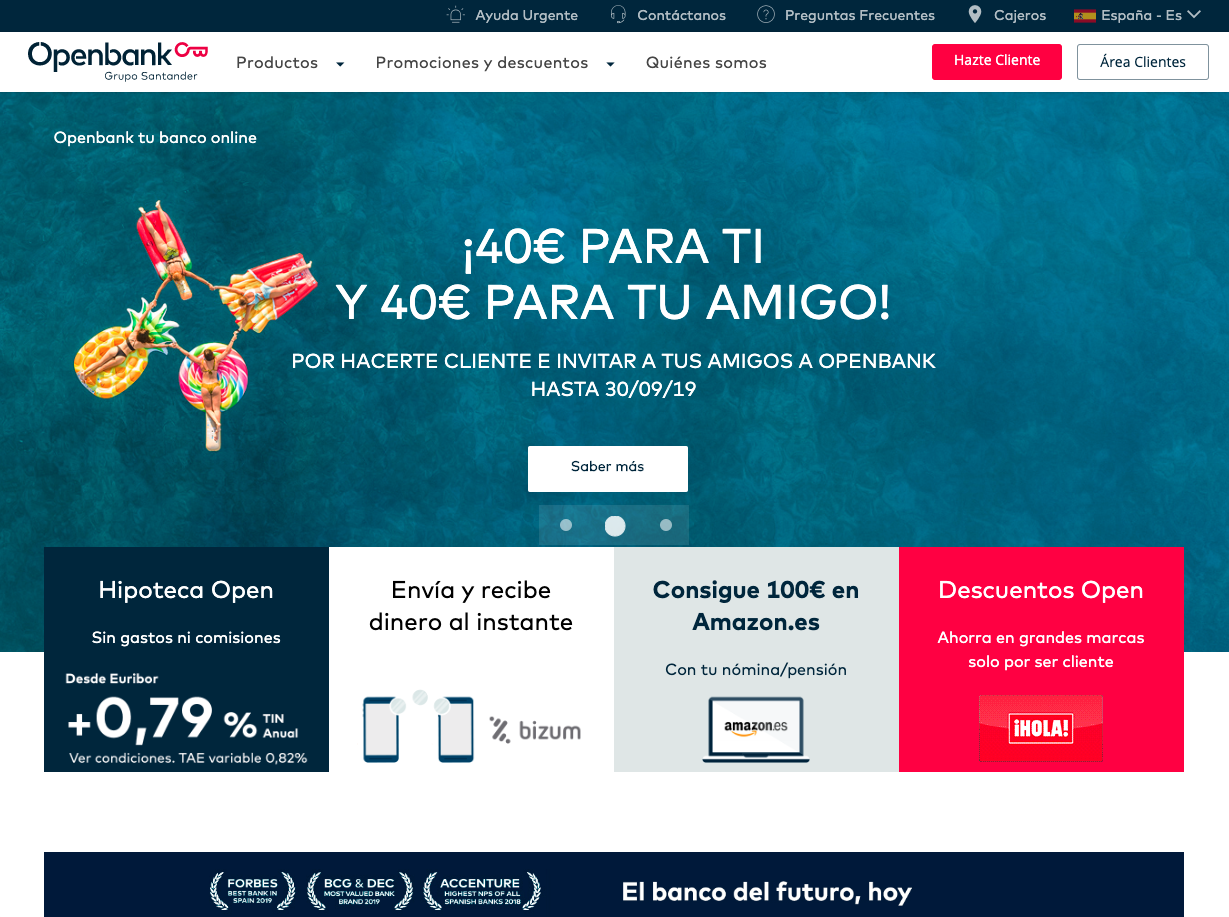 Ayuda Urgente
Contáctanos
Preguntas Frecuentes
Cajeros
España - Es
Openbank
Grupo Santander
Productos
Promociones y descuentos
Quiénes somos
Hazte Cliente
Área Clientes
Openbank tu banco online
¡40€ PARA TI
Y 40€ PARA TU AMIGO!
POR HACERTE CLIENTE E INVITAR A TUS AMIGOS A OPENBANK
HASTA 30/09/19
Saber más
Hipoteca Open
Sin gastos ni comisiones
Desde Euribor
+0,79 % TIN
Anual
Ver condiciones. TAE variable 0,82%
Envía y recibe
dinero al instante
bizum
Consigue 100€ en
Amazon.es
Con tu nómina/pensión
amazon.es
Descuentos Open
Ahorra en grandes marcas
solo por ser cliente
¡HOLA!
FORBES
BEST BANK IN
SPAIN 2019
BCG & DEC
MOST VALUED BANK
BRAND 2019
ACCENTURE
HIGHEST NPS OF ALL
SPANISH BANKS 2018
El banco del futuro, hoy